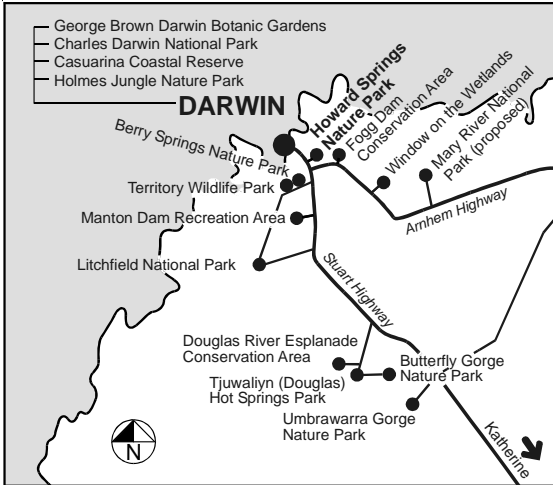 George Brown Darwin Botanic Gardens
Charles Darwin National Park
Casuarina Coastal Reserve
Holmes Jungle Nature Park
DARWIN
Berry Springs Nature Park
Howard Springs
Nature Park
Fogg Dam
Conservation Area
Window on the Wetlands
Mary River National
Park (proposed)
Territory Wildlife Park
Manton Dam Recreation Area
Arnhem Highway
Litchfield National Park
Stuart Highway
Douglas River Esplanade
Conservation Area
Tjuwaliyn (Douglas)
Hot Springs Park
Butterfly Gorge
Nature Park
Umbrawarra Gorge
Nature Park
Katherine
N